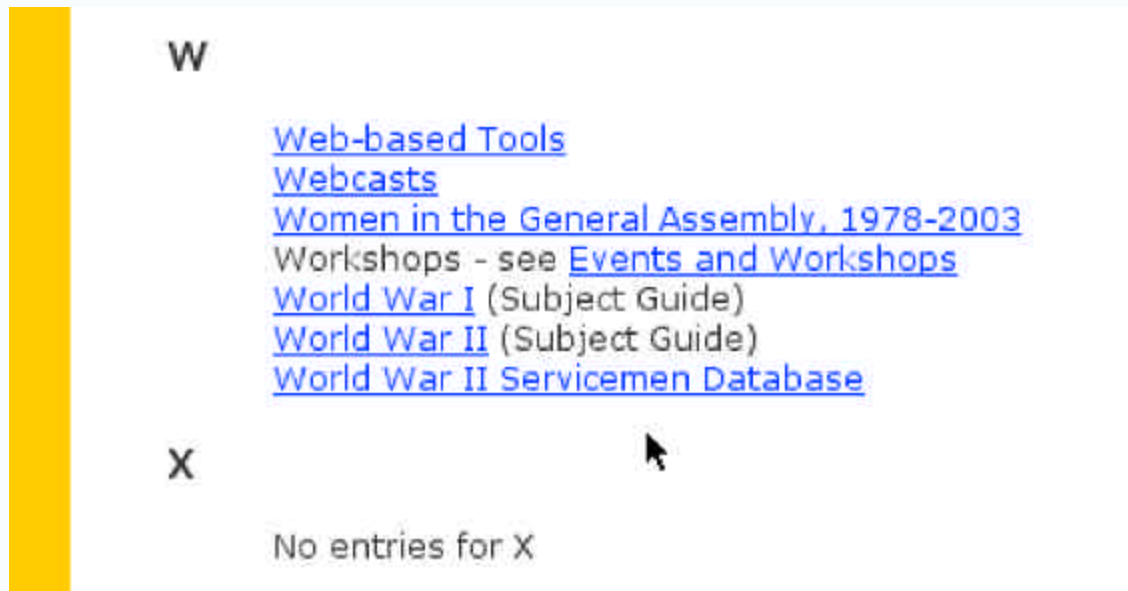 W
Web-based Tools
Webcasts
Women in the General Assembly, 1978-2003
Workshops - see Events and Workshops
World War I (Subject Guide)
World War II (Subject Guide)
World War II Servicemen Database
X
No entries for X